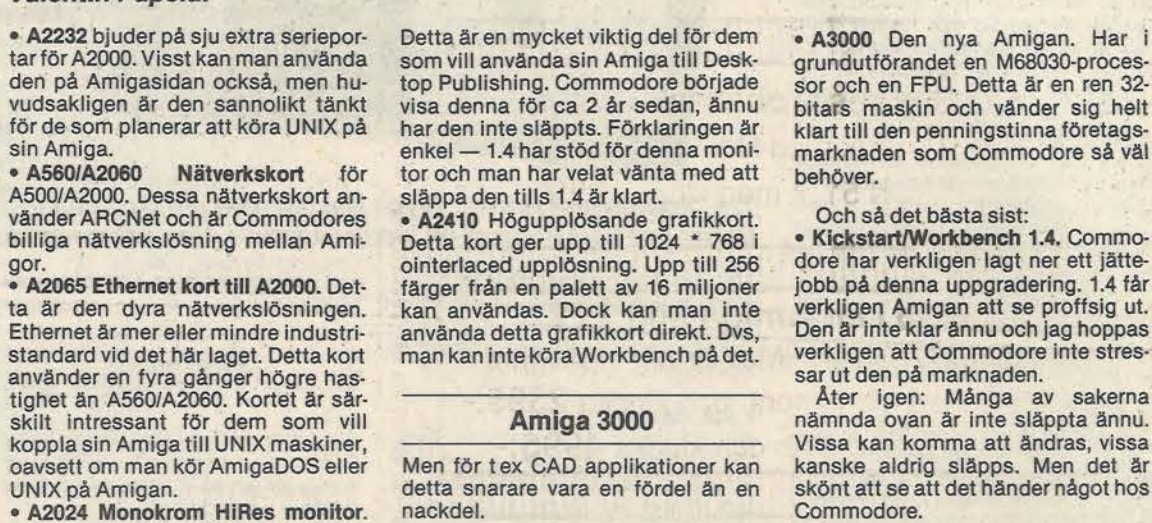 • A2232 bjuder på sju extra seriepor-
tar för A2000. Visst kan man använda
den på Amigasidan också, men hu-
vudsakligen är den sannolikt tänkt
för de som planerar att köra UNIX på
sin Amiga.
• A560/A2060 Nätverkskort för
A500/A2000. Dessa nätverkskort an-
vänder ARCNet och är Commodores
billiga nätverkslösning mellan Ami-
gor.
• A2065 Ethernet kort till A2000. Det-
ta är den dyra nätverkslösningen.
Ethernet är mer eller mindre industri-
standard vid det här laget. Detta kort
använder en fyra gånger högre has-
tighet än A560/A2060. Kortet är sär-
skilt intressant för dem som vill
koppla sin Amiga till UNIX maskiner,
oavsett om man kör AmigaDOS eller
UNIX på Amigan.
• A2024 Monokrom HiRes monitor.
Detta är en mycket viktig del för dem
som vill använda sin Amiga till Desk-
top Publishing. Commodore började
visa denna för ca 2 år sedan, ännu
har den inte släppts. Förklaringen är
enkel — 1.4 har stöd för denna moni-
tor och man har velat vänta med att
släppa den tills 1.4 är klart.
• A2410 Högupplösande grafikkort.
Detta kort ger upp till 1024 * 768 i
ointerlaced upplösning. Upp till 256
färger från en palett av 16 miljoner
kan användas. Dock kan man inte
använda detta grafikkort direkt. Dvs,
man kan inte köra Workbench på det.
Amiga 3000
Men för t ex CAD applikationer kan
detta snarare vara en fördel än en
nackdel.
• A3000 Den nya Amigan. Har i
grundutförandet en M68030-proces-
sor och en FPU. Detta är en ren 32-
bitars maskin och vänder sig helt
klart till den penningstinna företags-
marknaden som Commodore så väl
behöver.
Och så det bästa sist:
• Kickstart/Workbench 1.4. Commo-
dore har verkligen lagt ner ett jätte-
jobb på denna uppgradering. 1.4 får
verkligen Amigan att se proffsig ut.
Den är inte klar ännu och jag hoppas
verkligen att Commodore inte stres-
sar ut den på marknaden.
Åter igen: Många av sakerna
nämnda ovan är inte släppta ännu.
Vissa kan komma att ändras, vissa
kanske aldrig släpps. Men det är
skönt att se att det händer något hos
Commodore.